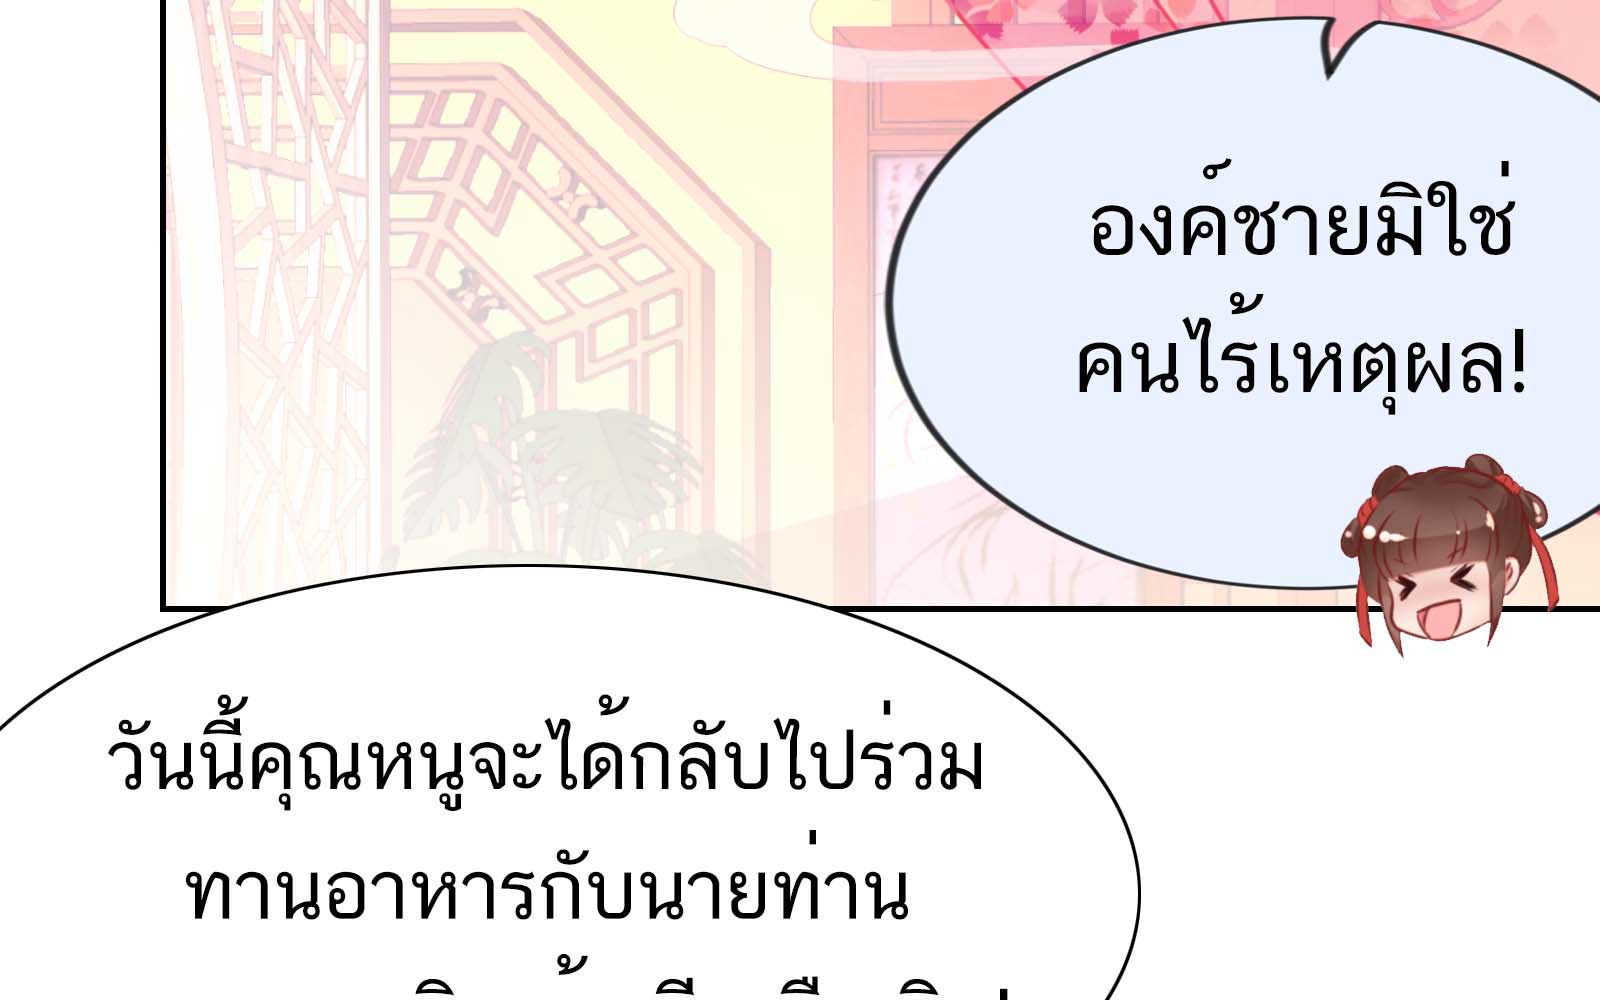 องค์ชายมิใช่
คนไร้เหตุผล!
วันนี้คุณหนูจะได้กลับไปร่วม
ทานอาหารกับนายท่าน